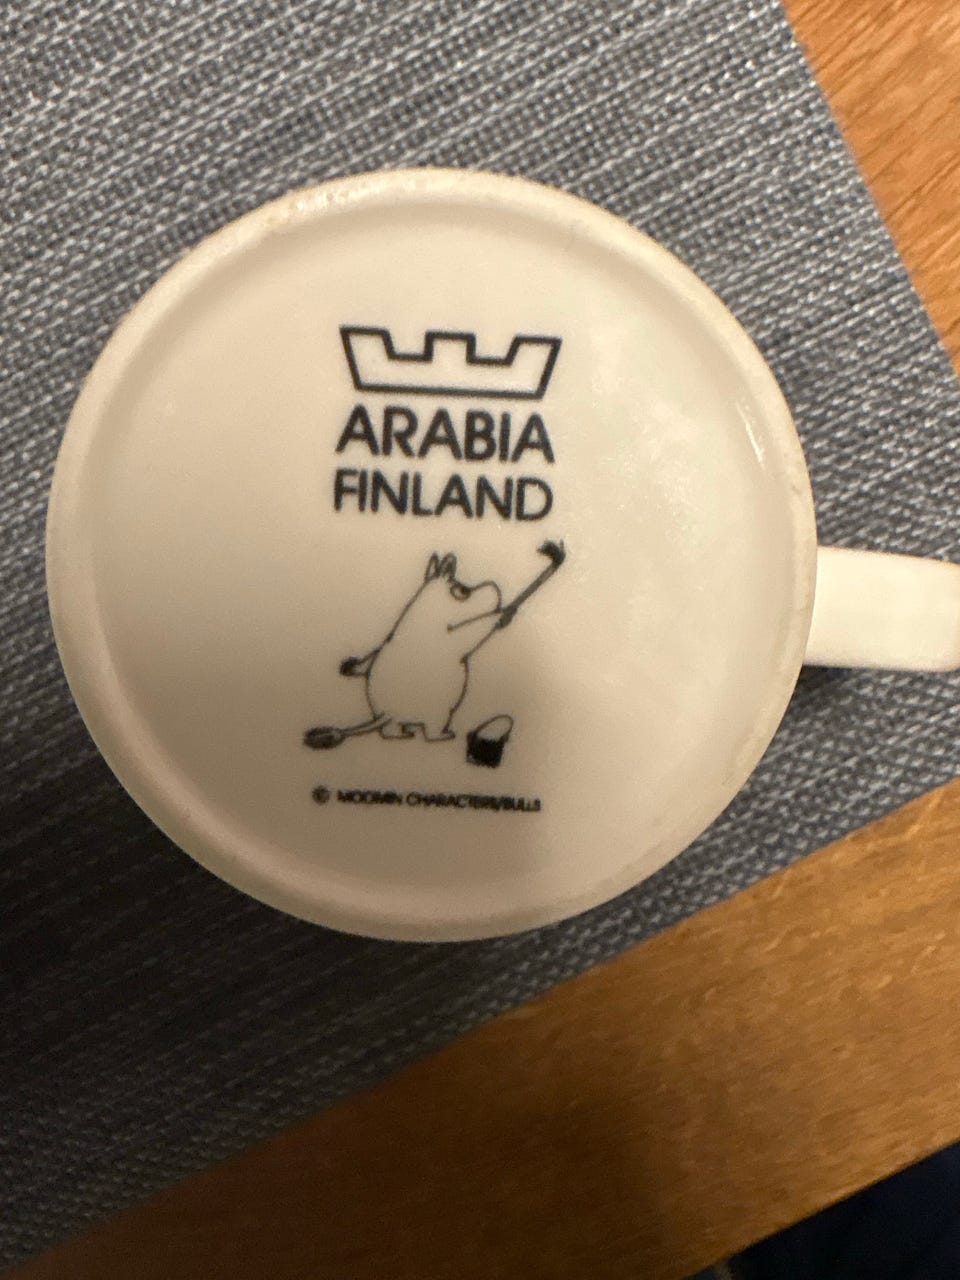 ARABIA
FINLAND
© MOOMIN CHARACTERS/BULLS